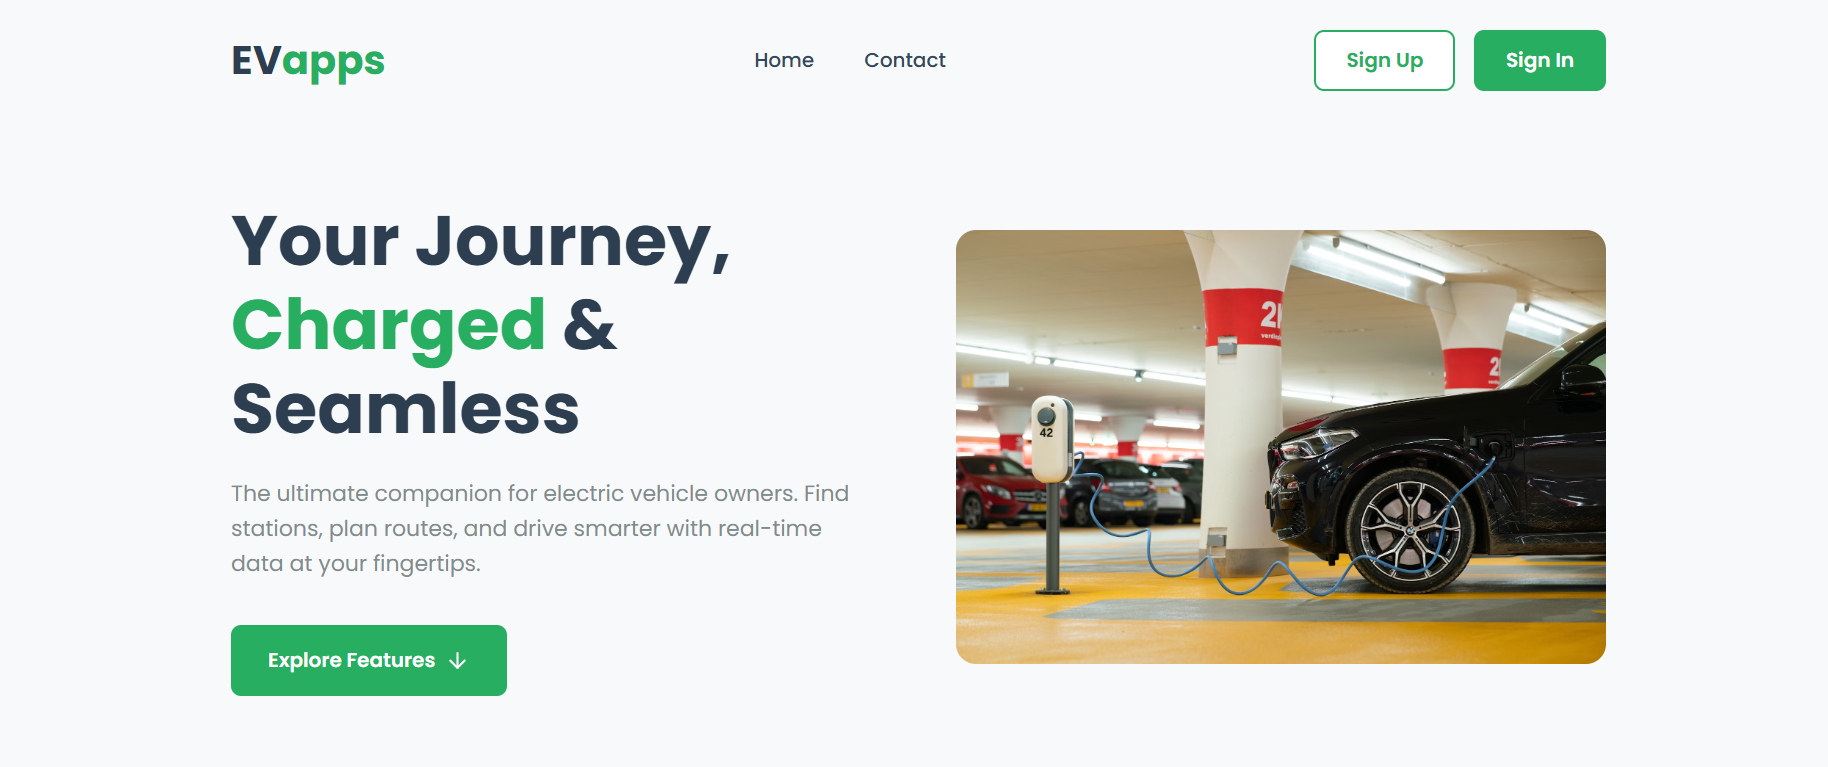 EVapps
Home
Contact
Sign Up
Sign In
Your Journey,
Charged &
Seamless
The ultimate companion for electric vehicle owners. Find
stations, plan routes, and drive smarter with real-time
data at your fingertips.
Explore Features
42